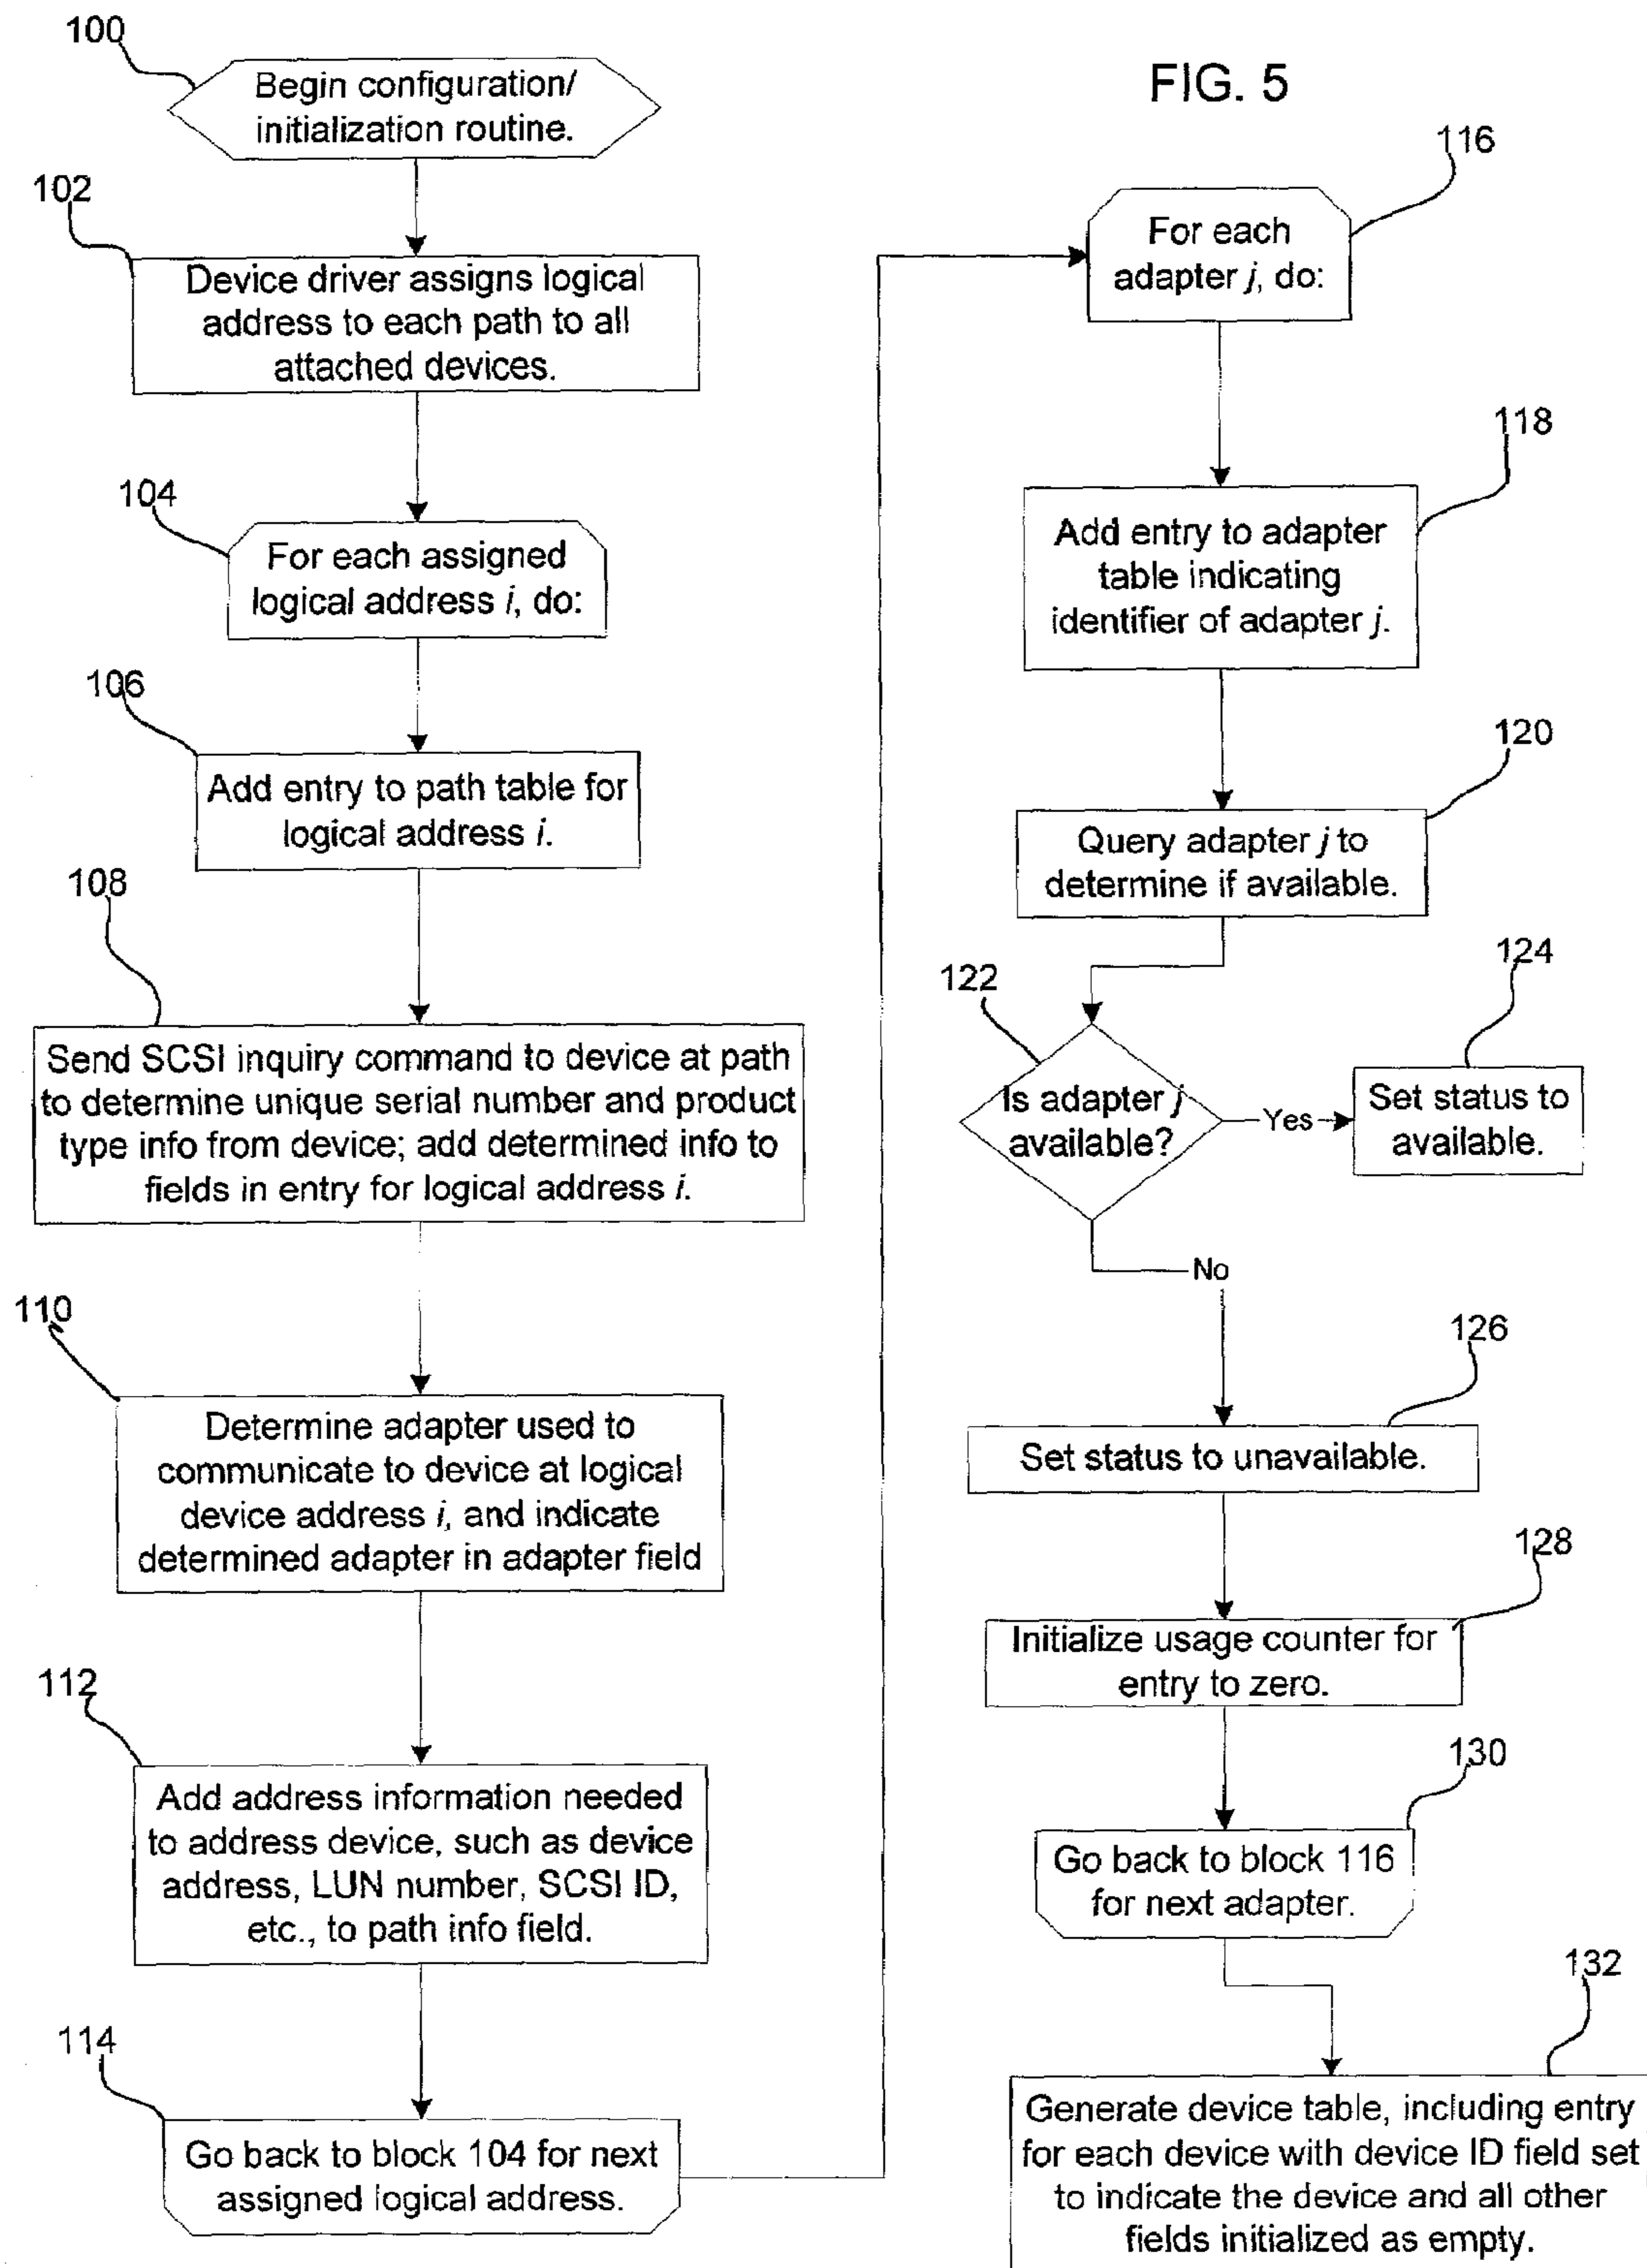 FIG. 5
100
Begin configuration/
initialization routine.
102
Device driver assigns logical
address to each path to all
attached devices.
104
For each assigned
logical address i, do:
106
Add entry to path table for
logical address i.
108
Send SCSI inquiry command to device at path
to determine unique serial number and product
type info from device; add determined info to
fields in entry for logical address i.
110
Determine adapter used to
communicate to device at logical
device address i, and indicate
determined adapter in adapter field
112
Add address information needed
to address device, such as device
address, LUN number, SCSI ID,
etc., to path info field.
114
Go back to block 104 for next
assigned logical address.
116
For each
adapter j, do:
118
Add entry to adapter
table indicating
identifier of adapter j.
120
Query adapter j to
determine if available.
122
Is adapter j
available?
Yes
124
Set status to
available.
No
126
Set status to unavailable.
128
Initialize usage counter for
entry to zero.
130
Go back to block 116
for next adapter.
132
Generate device table, including entry
for each device with device ID field set
to indicate the device and all other
fields initialized as empty.